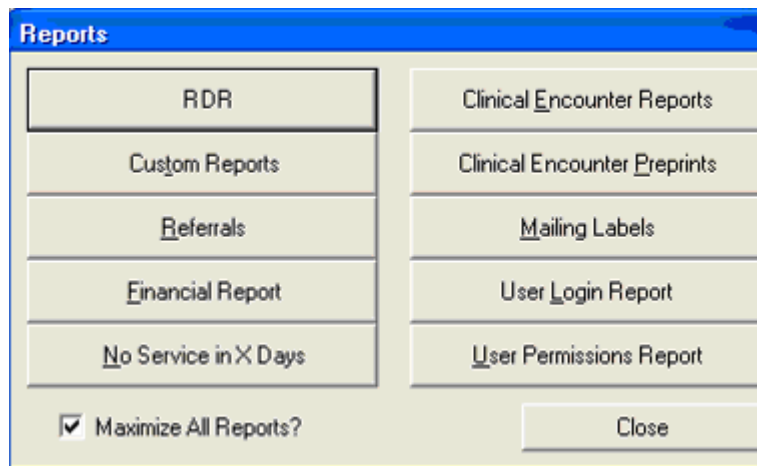 Reports
RDR
Clinical Encounter Reports
Custom Reports
Clinical Encounter Preprints
Referrals
Mailing Labels
Financial Report
User Login Report
No Service in X Days
User Permissions Report
Maximize All Reports?
Close